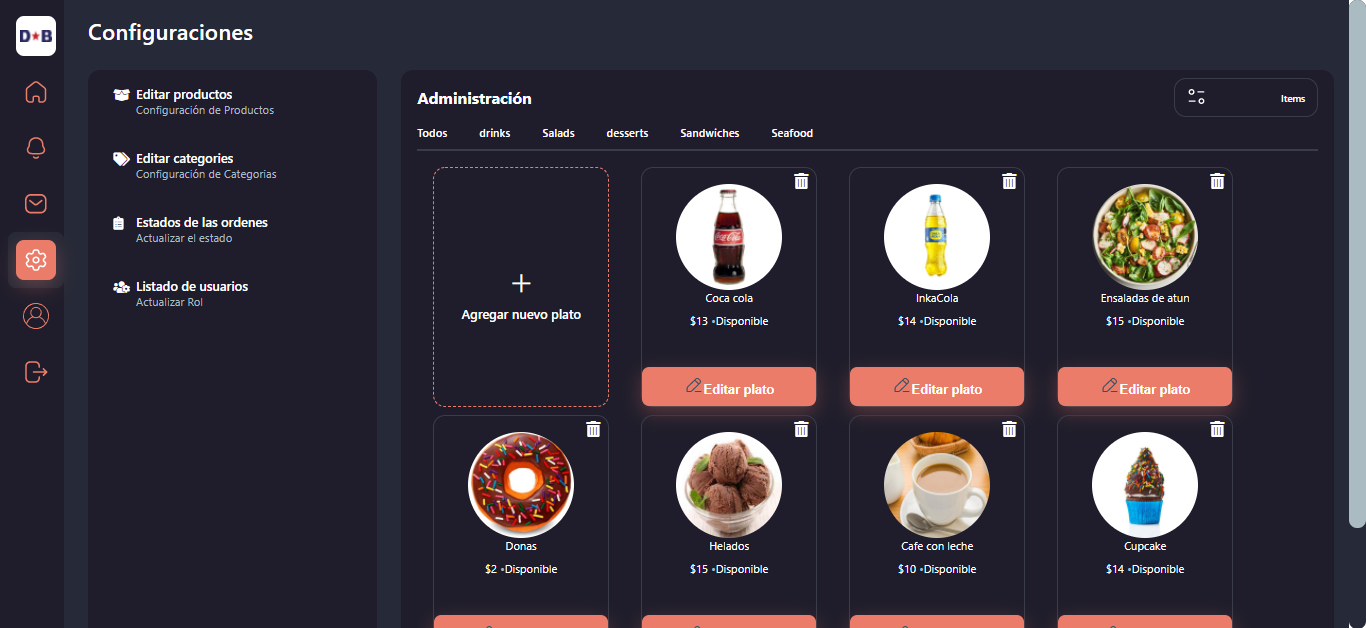 D★B
Configuraciones
Editar productos
Configuración de Productos
Editar categories
Configuración de Categorias
Estados de las ordenes
Actualizar el estado
Listado de usuarios
Actualizar Rol
Administración
Items
Todos drinks Salads desserts Sandwiches Seafood
Agregar nuevo plato
Coca cola
$13 •Disponible
Editar plato
InkaCola
$14 •Disponible
Editar plato
Ensaladas de atun
$15 •Disponible
Editar plato
Donas
$2 •Disponible
Helados
$15 •Disponible
Cafe con leche
$10 •Disponible
Cupcake
$14 •Disponible